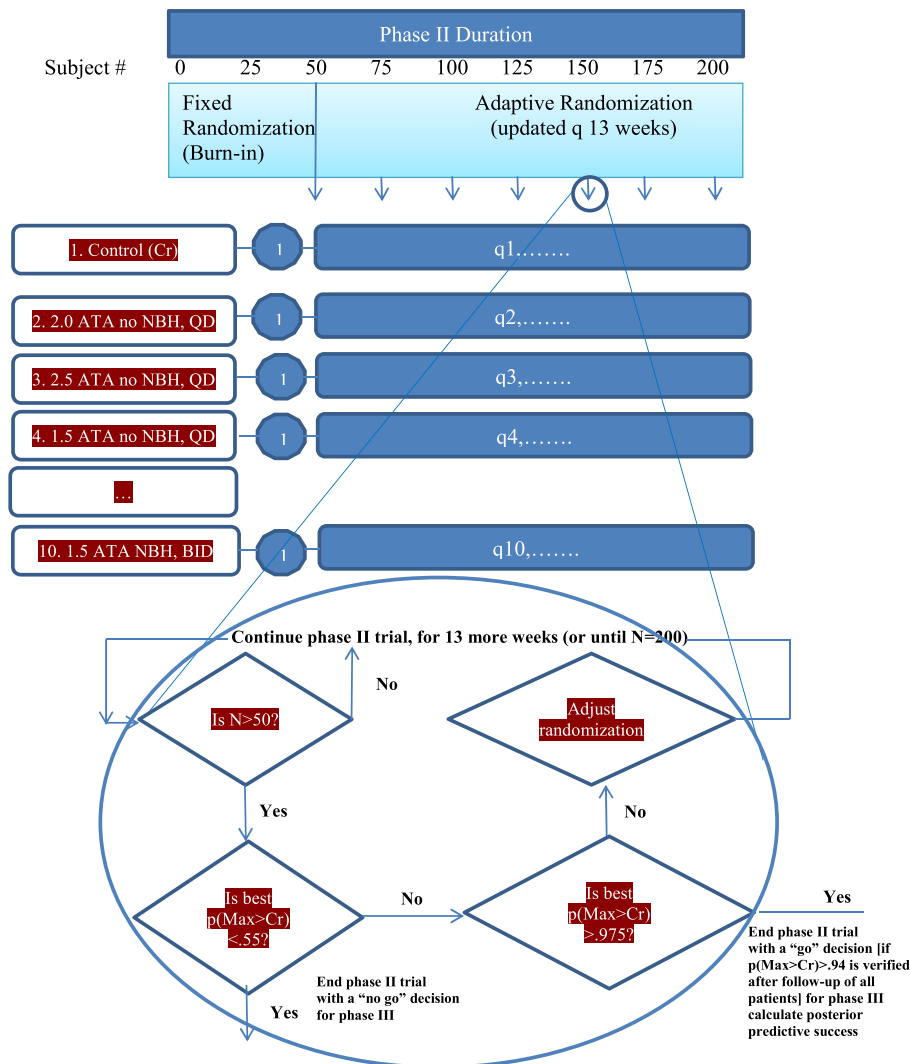 Phase II Duration
Subject # 0 25 50 75 100 125 150 175 200
Fixed
Randomization
(Burn-in)
Adaptive Randomization
(updated q 13 weeks)
1. Control (Cr) 1 q1,…….
2. 2.0 ATA no NBH, QD 1 q2,…….
3. 2.5 ATA no NBH, QD 1 q3,…….
4. 1.5 ATA no NBH, QD 1 q4,…….
…
10. 1.5 ATA NBH, BID 1 q10,…….
Continue phase II trial, for 13 more weeks (or until N=200)
Is N>50?
No
Adjust
randomization
Yes
No
Is best
p(Max>Cr)
<.55?
No
Is best
p(Max>Cr)
>.975?
Yes
End phase II trial
with a “no go” decision
for phase III
Yes
End phase II trial
with a “go” decision [if
p(Max>Cr)>.94 is verified
after follow-up of all
patients] for phase III
calculate posterior
predictive success